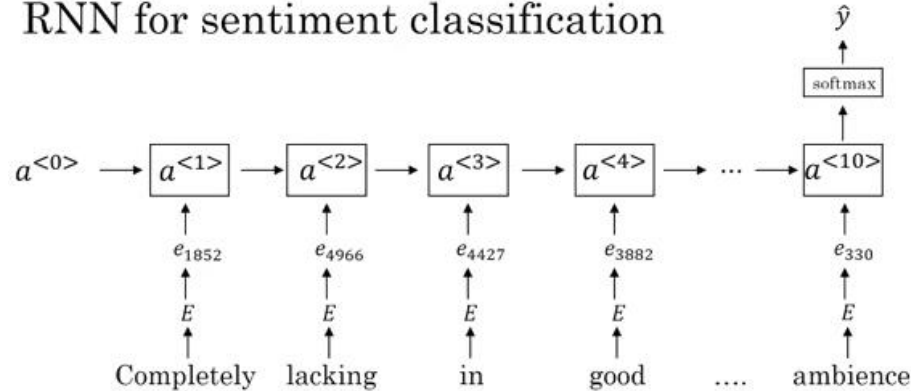 RNN for sentiment classification
ŷ
softmax
a<0> a<1> a<2> a<3> a<4> ... a<10>
e1852 e4966 e4427 e3882 e330
E E E E E
Completely lacking in good .... ambience